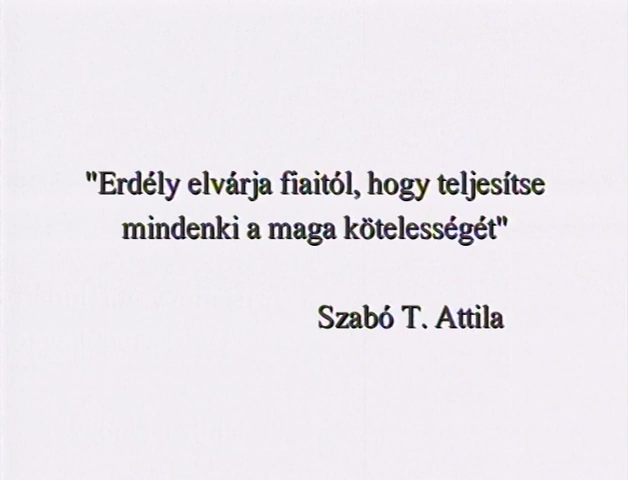 "Erdély elvárja fiaitól, hogy teljesítse
mindenki a maga kötelességét"
Szabó T. Attila